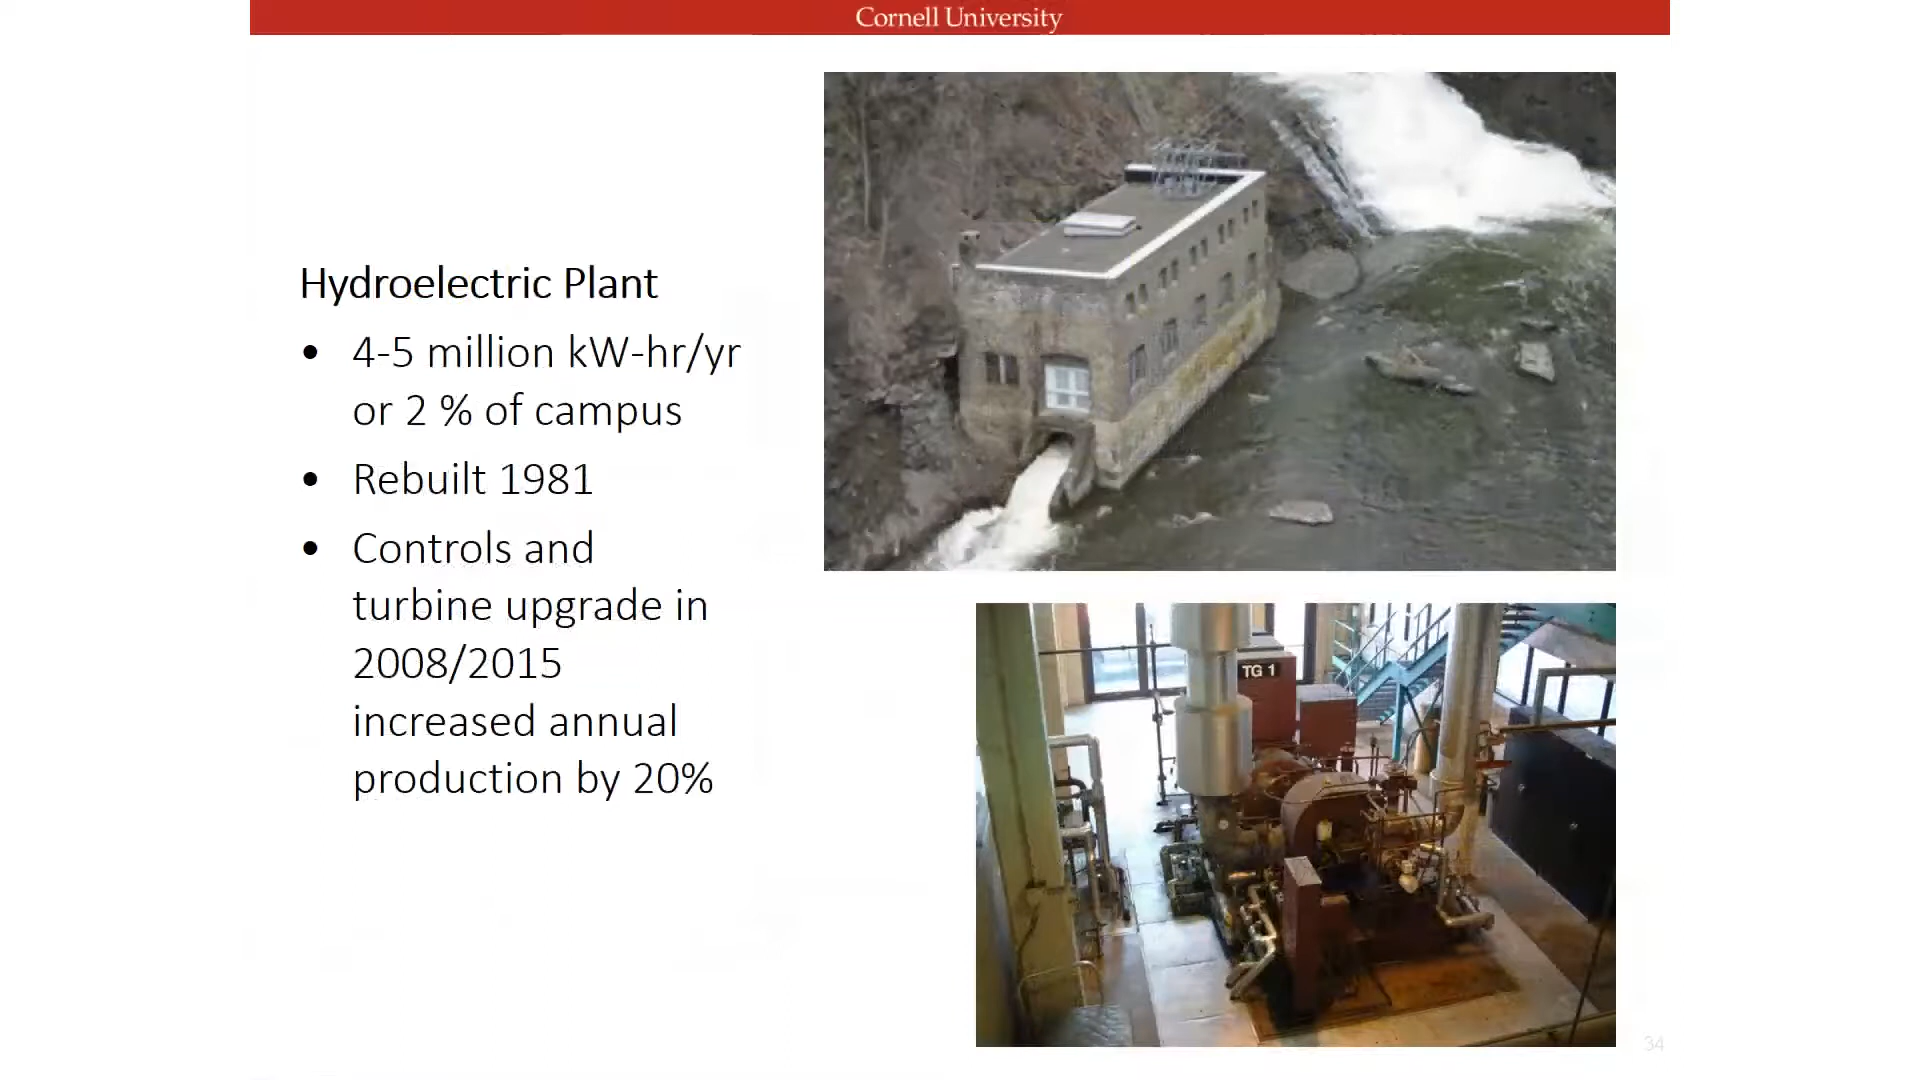 Cornell University
Hydroelectric Plant
• 4-5 million kW-hr/yr
or 2 % of campus
• Rebuilt 1981
• Controls and
turbine upgrade in
2008/2015
increased annual
production by 20%
TG 1
34